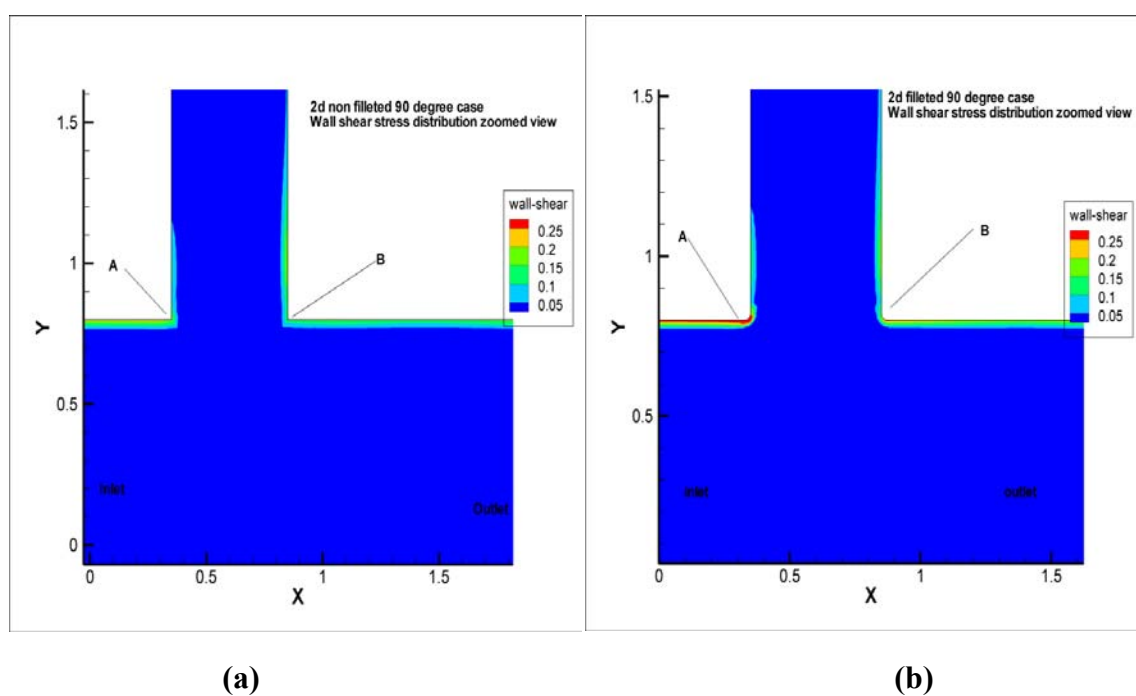 2d non filleted 90 degree case
Wall shear stress distribution zoomed view
wall-shear
0.25
0.2
0.15
0.1
0.05
A
B
Y
1.5
1
0.5
0
Inlet
Outlet
0
0.5
1
1.5
X
(a)
2d filleted 90 degree case
Wall shear stress distribution zoomed view
wall-shear
0.25
0.2
0.15
0.1
0.05
A
B
Y
1.5
1
0.5
inlet
outlet
0
0.5
1
1.5
X
(b)